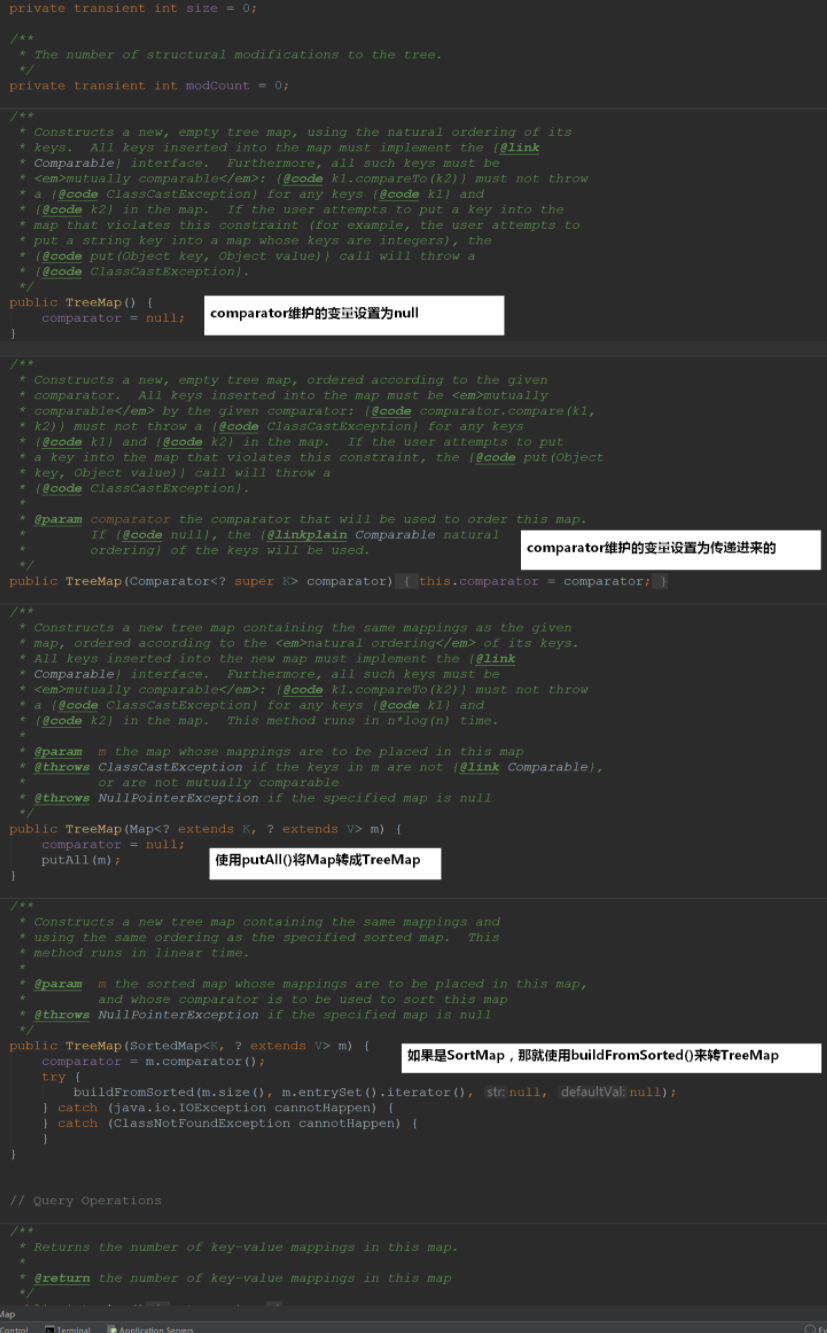 private transient int size = 0;
/**
 * The number of structural modifications to the tree.
 */
private transient int modCount = 0;
/**
 * Constructs a new, empty tree map, using the natural ordering of its
 * keys.  All keys inserted into the map must implement the {@link
 * Comparable} interface.  Furthermore, all such keys must be
 * <em>mutually comparable</em>: {@code k1.compareTo(k2)} must not throw
 * a {@code ClassCastException} for any keys {@code k1} and
 * {@code k2} in the map.  If the user attempts to put a key into the
 * map that violates this constraint (for example, the user attempts to
 * put a string key into a map whose keys are integers), the
 * {@code put(Object key, Object value)} call will throw a
 * {@code ClassCastException}.
 */
public TreeMap() {
comparator = null;
comparator维护的变量设置为null
}
/**
 * Constructs a new, empty tree map, ordered according to the given
 * comparator.  All keys inserted into the map must be <em>mutually
 * comparable</em> by the given comparator: {@code comparator.compare(k1,
 * k2)} must not throw a {@code ClassCastException} for any keys
 * {@code k1} and {@code k2} in the map.  If the user attempts to put
 * a key into the map that violates this constraint, the {@code put(Object
 * key, Object value)} call will throw a
 * {@code ClassCastException}.
 *
 * @param comparator the comparator that will be used to order this map.
 *        If {@code null}, the {@linkplain Comparable natural
 *        ordering} of the keys will be used.
comparator维护的变量设置为传递进来的
 */
public TreeMap(Comparator<? super K> comparator) { this.comparator = comparator; }
/**
 * Constructs a new tree map containing the same mappings as the given
 * map, ordered according to the <em>natural ordering</em> of its keys.
 * All keys inserted into the new map must implement the {@link
 * Comparable} interface.  Furthermore, all such keys must be
 * <em>mutually comparable</em>: {@code k1.compareTo(k2)} must not throw
 * a {@code ClassCastException} for any keys {@code k1} and
 * {@code k2} in the map.  This method runs in n*log(n) time.
 *
 * @param  m the map whose mappings are to be placed in this map
 * @throws ClassCastException if the keys in m are not {@link Comparable},
 *         or are not mutually comparable
 * @throws NullPointerException if the specified map is null
 */
public TreeMap(Map<? extends K, ? extends V> m) {
comparator = null;
putAll(m);
使用putAll()将Map转成TreeMap
}
/**
 * Constructs a new tree map containing the same mappings and
 * using the same ordering as the specified sorted map.  This
 * method runs in linear time.
 *
 * @param  m the sorted map whose mappings are to be placed in this map,
 *         and whose comparator is to be used to sort this map
 * @throws NullPointerException if the specified map is null
 */
public TreeMap(SortedMap<K, ? extends V> m) {
如果是SortMap，那就使用buildFromSorted()来转TreeMap
comparator = m.comparator();
try {
buildFromSorted(m.size(), m.entrySet().iterator(), str: null, defaultVal: null);
} catch (java.io.IOException cannotHappen) {
} catch (ClassNotFoundException cannotHappen) {
}
}
// Query Operations
/**
 * Returns the number of key-value mappings in this map.
 *
 * @return the number of key-value mappings in this map
 */
Map
Control Terminal Application Servers